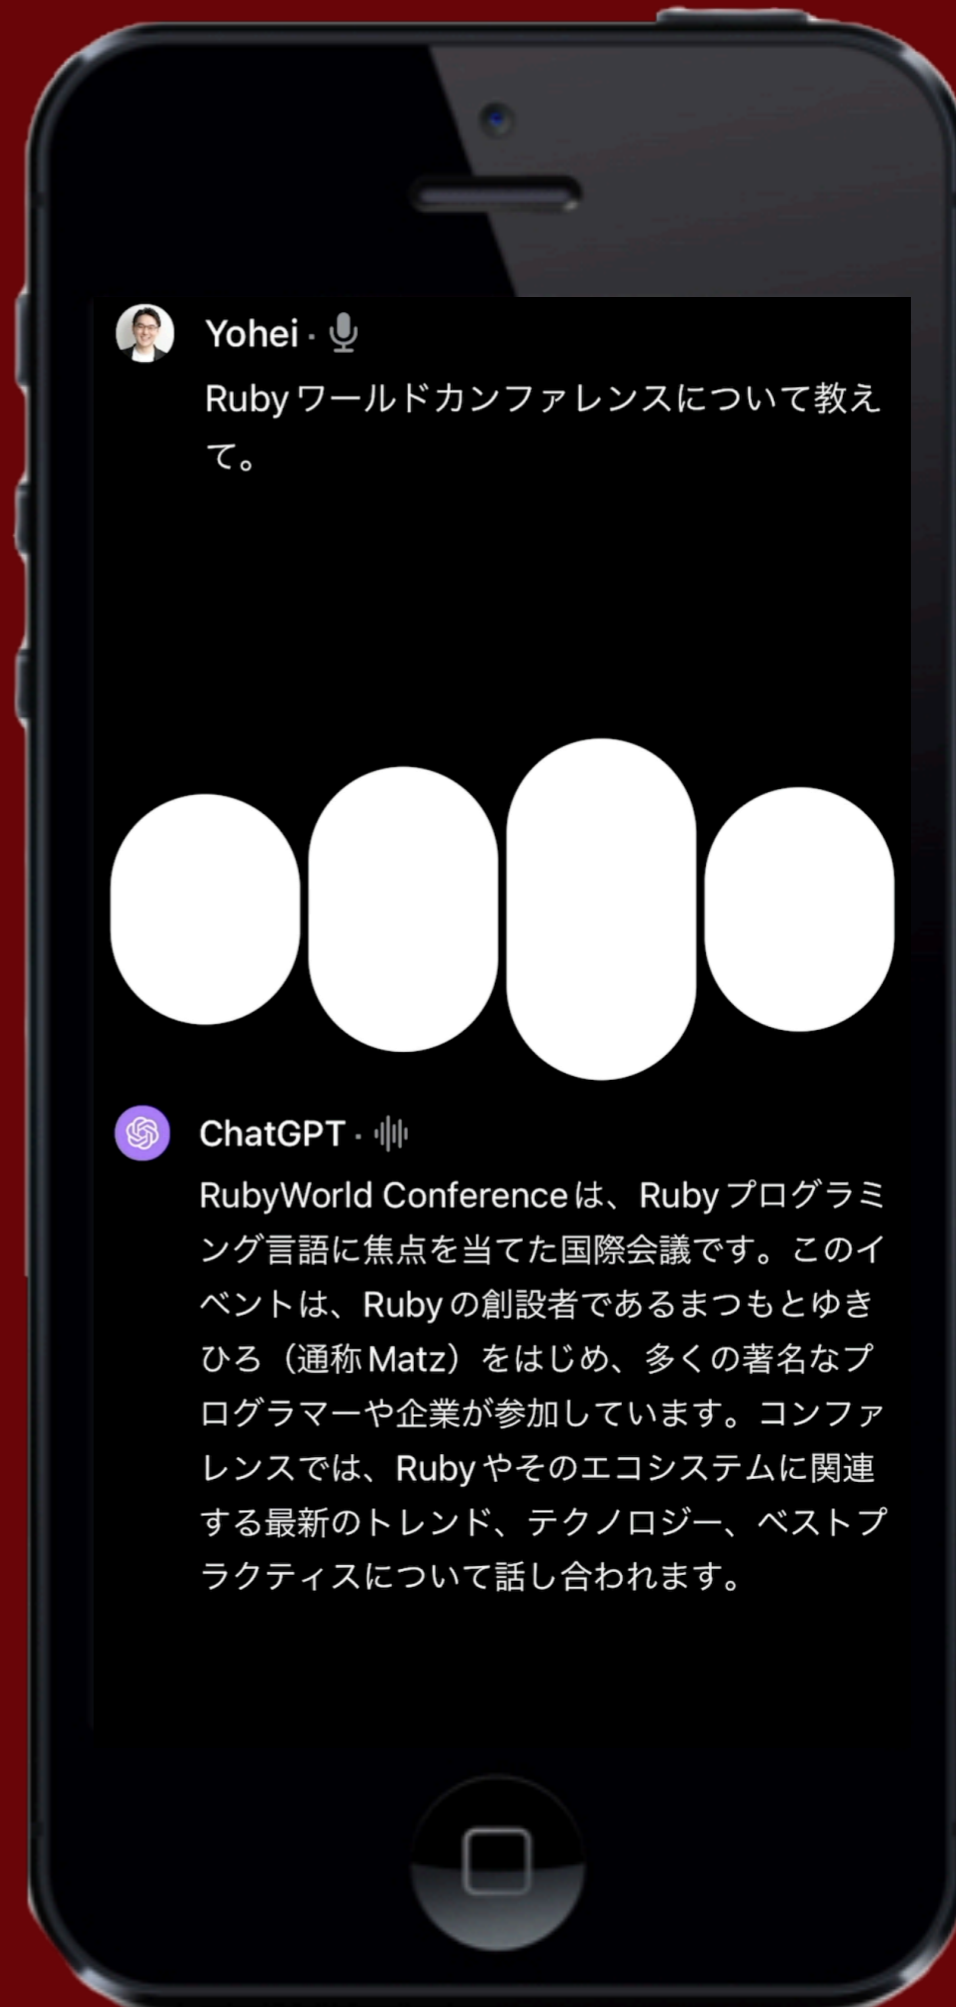 Yohei ·
Rubyワールドカンファレンスについて教え
て。
ChatGPT ·
RubyWorld Conferenceは、Rubyプログラミ
ング言語に焦点を当てた国際会議です。このイ
ベントは、Rubyの創設者であるまつもとゆき
ひろ（通称Matz）をはじめ、多くの著名なプ
ログラマーや企業が参加しています。コンファ
レンスでは、Rubyやそのエコシステムに関連
する最新のトレンド、テクノロジー、ベストプ
ラクティスについて話し合われます。